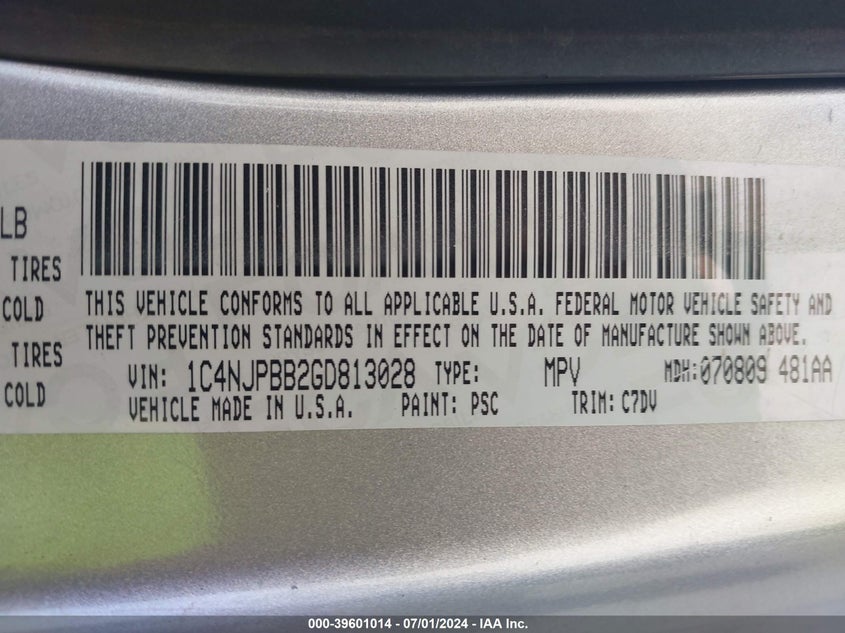 LB
TIRES
COLD
TIRES
COLD
THIS VEHICLE CONFORMS TO ALL APPLICABLE U.S.A. FEDERAL MOTOR VEHICLE SAFETY AND
THEFT PREVENTION STANDARDS IN EFFECT ON THE DATE OF MANUFACTURE SHOWN ABOVE.
VIN: 1C4NJPBB2GD813028 TYPE: MPV MDH:070809 481AA
VEHICLE MADE IN U.S.A. PAINT: PSC TRIM: C7DV
000-39601014 - 07/01/2024 - IAA Inc.